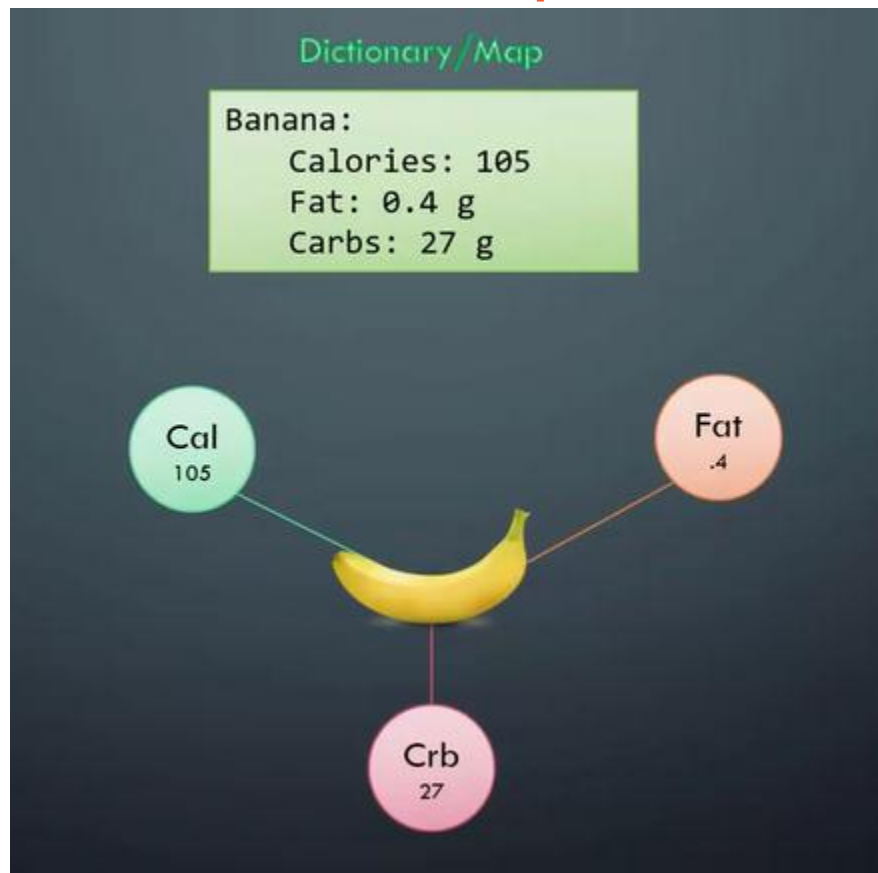 Dictionary/Map
Banana:
Calories: 105
Fat: 0.4 g
Carbs: 27 g
Cal
105
Fat
.4
Crb
27